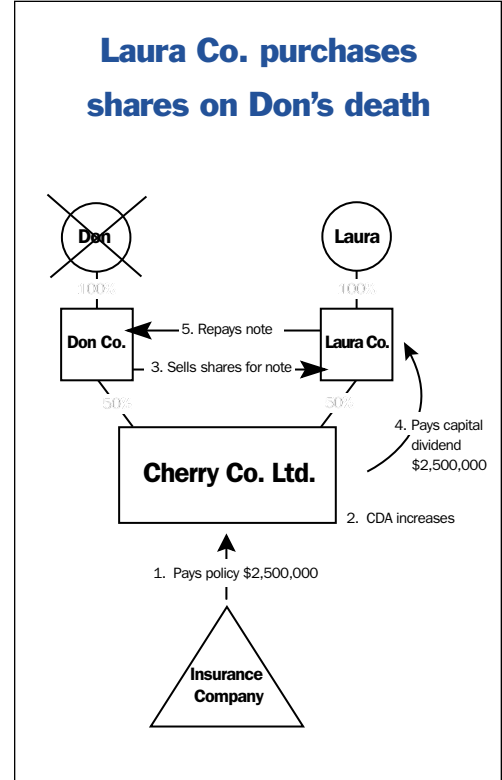 Laura Co. purchases
shares on Don's death
Don
Laura
100%
100%
Don Co.
5. Repays note
Laura Co.
3. Sells shares for note
50%
50%
4. Pays capital
dividend
$2,500,000
Cherry Co. Ltd.
2. CDA increases
1. Pays policy $2,500,000
Insurance
Company